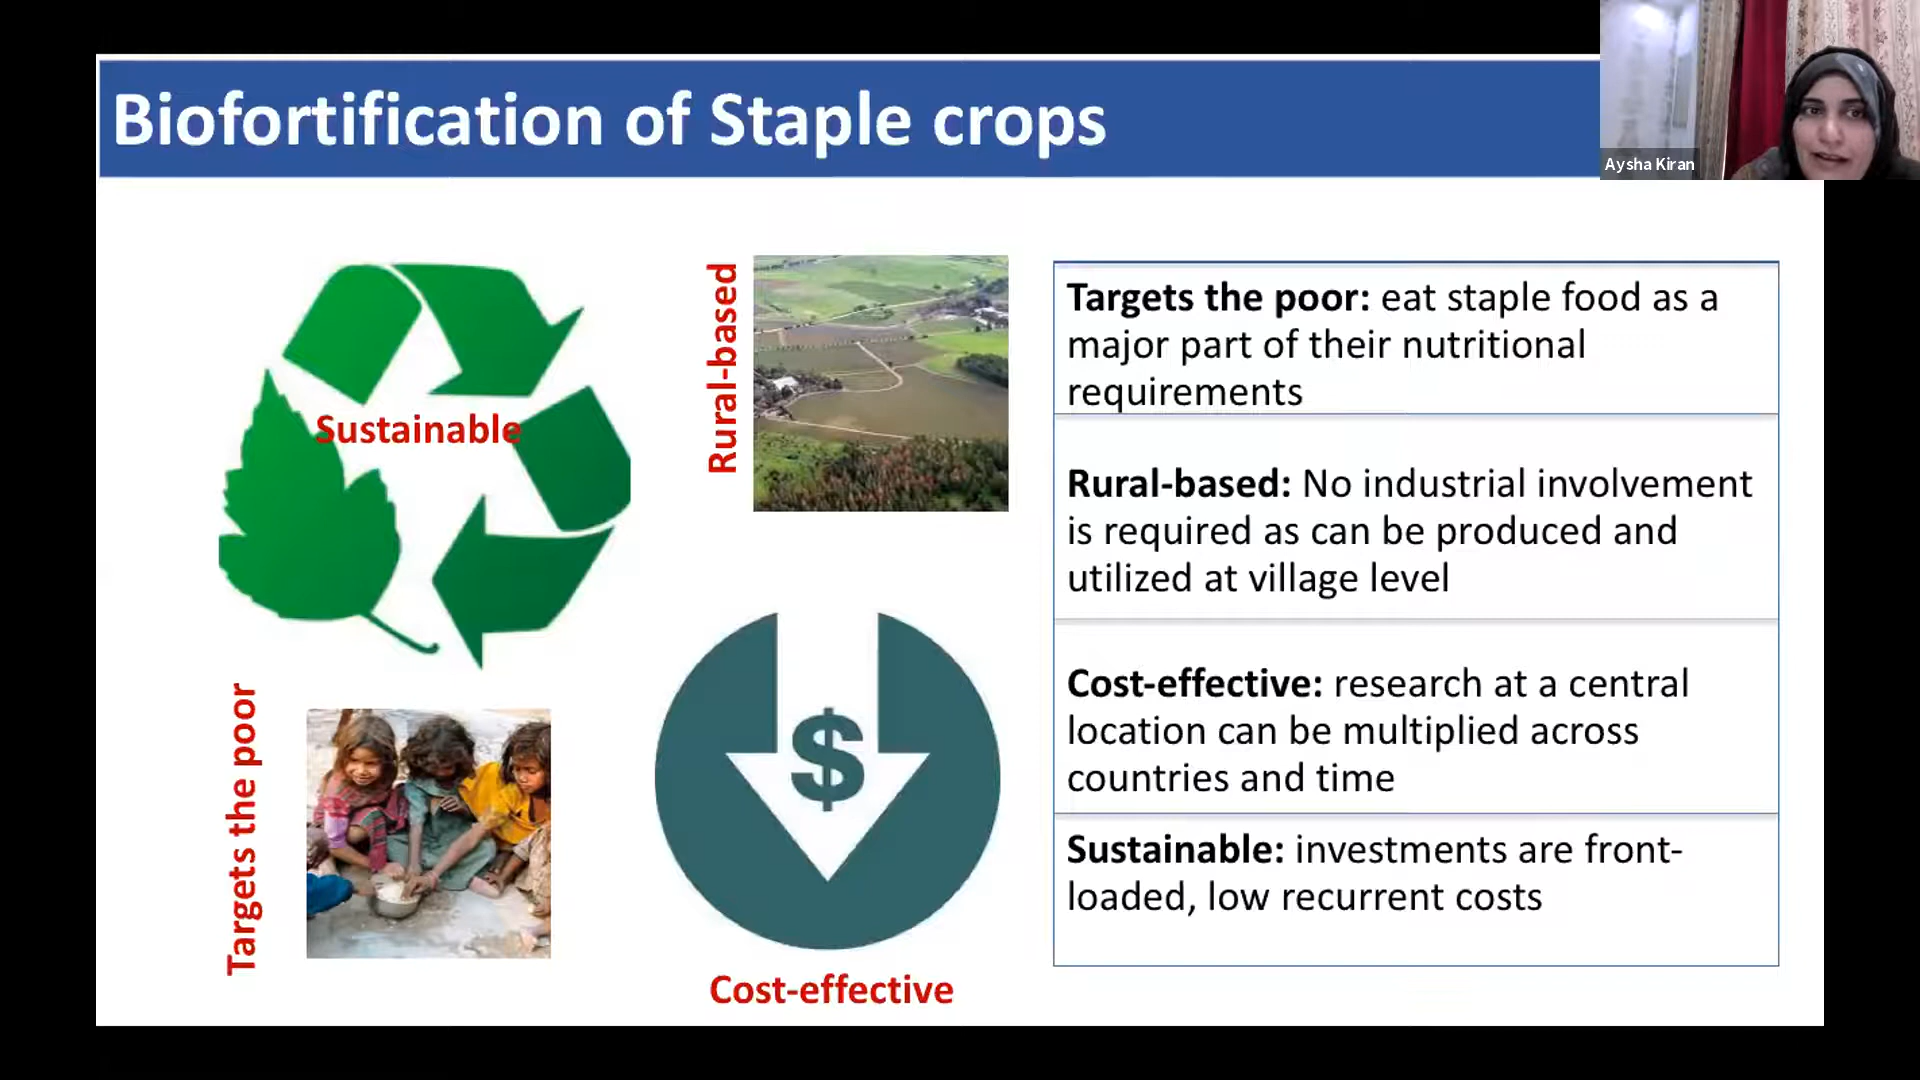 Biofortification of Staple crops
Aysha Kiran
Sustainable
Rural-based
Targets the poor
$
Cost-effective
Targets the poor: eat staple food as a
major part of their nutritional
requirements
Rural-based: No industrial involvement
is required as can be produced and
utilized at village level
Cost-effective: research at a central
location can be multiplied across
countries and time
Sustainable: investments are front-
loaded, low recurrent costs